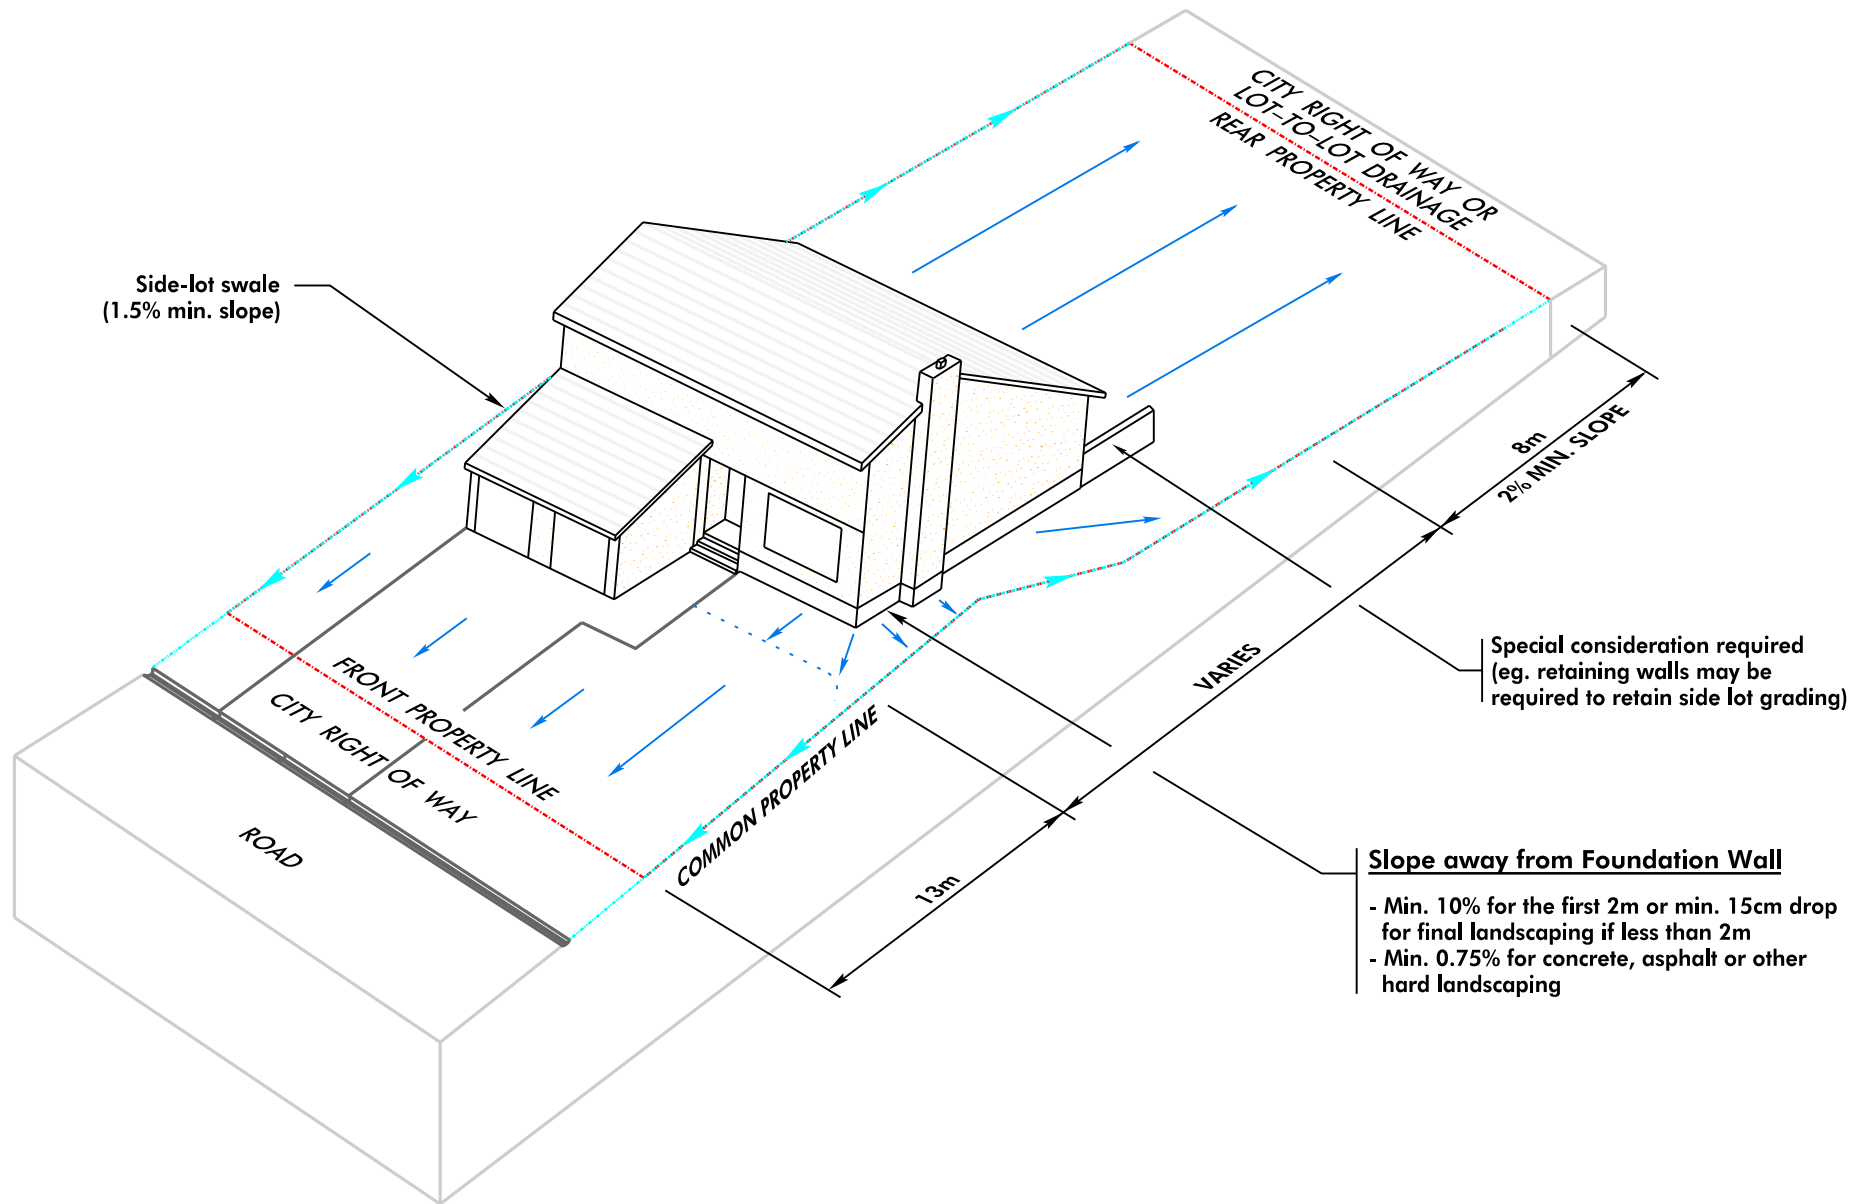 CITY RIGHT OF WAY OR
LOT-TO-LOT DRAINAGE
REAR PROPERTY LINE
Side-lot swale
(1.5% min. slope)
8m
2% MIN. SLOPE
VARIES
Special consideration required
(eg. retaining walls may be
required to retain side lot grading)
FRONT PROPERTY LINE
CITY RIGHT OF WAY
ROAD
COMMON PROPERTY LINE
13m
Slope away from Foundation Wall
- Min. 10% for the first 2m or min. 15cm drop
for final landscaping if less than 2m
- Min. 0.75% for concrete, asphalt or other
hard landscaping